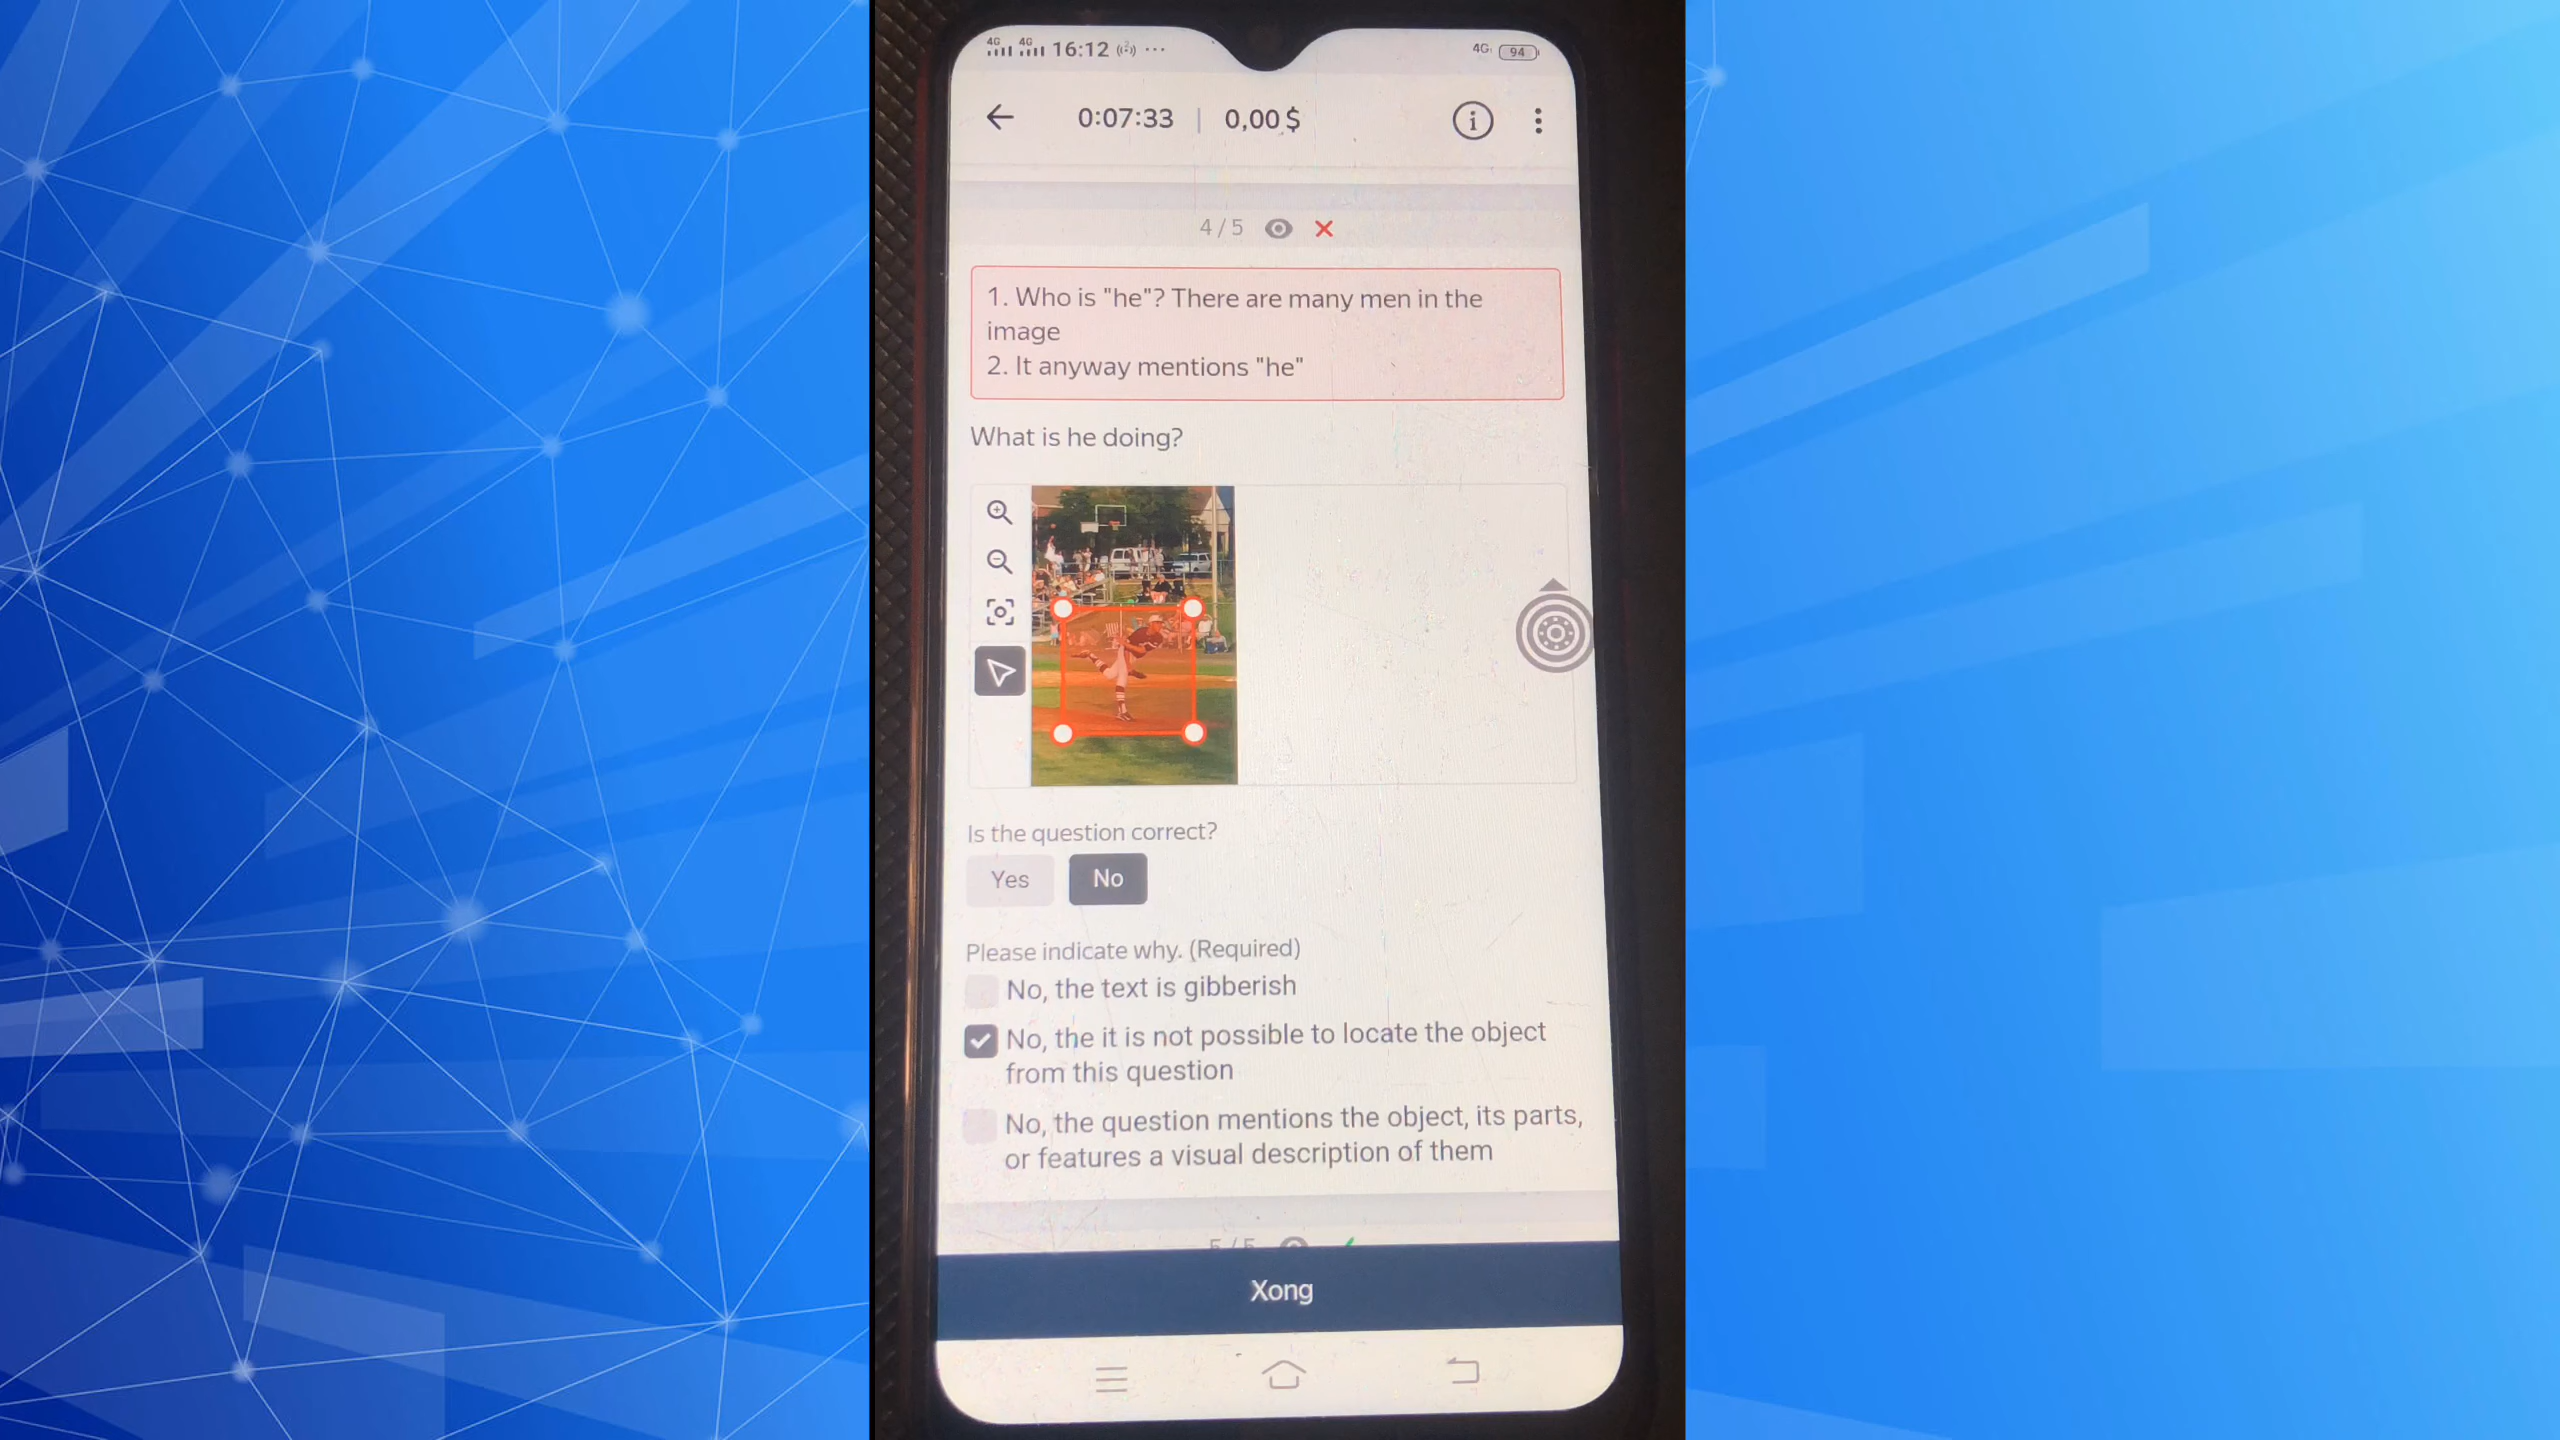 4G 4G 16:12 ···
4G 94
0:07:33 | 0,00 $
4 / 5
1. Who is "he"? There are many men in the
image
2. It anyway mentions "he"
What is he doing?
Is the question correct?
Yes No
Please indicate why. (Required)
No, the text is gibberish
No, the it is not possible to locate the object
from this question
No, the question mentions the object, its parts,
or features a visual description of them
5 / 5
Xong